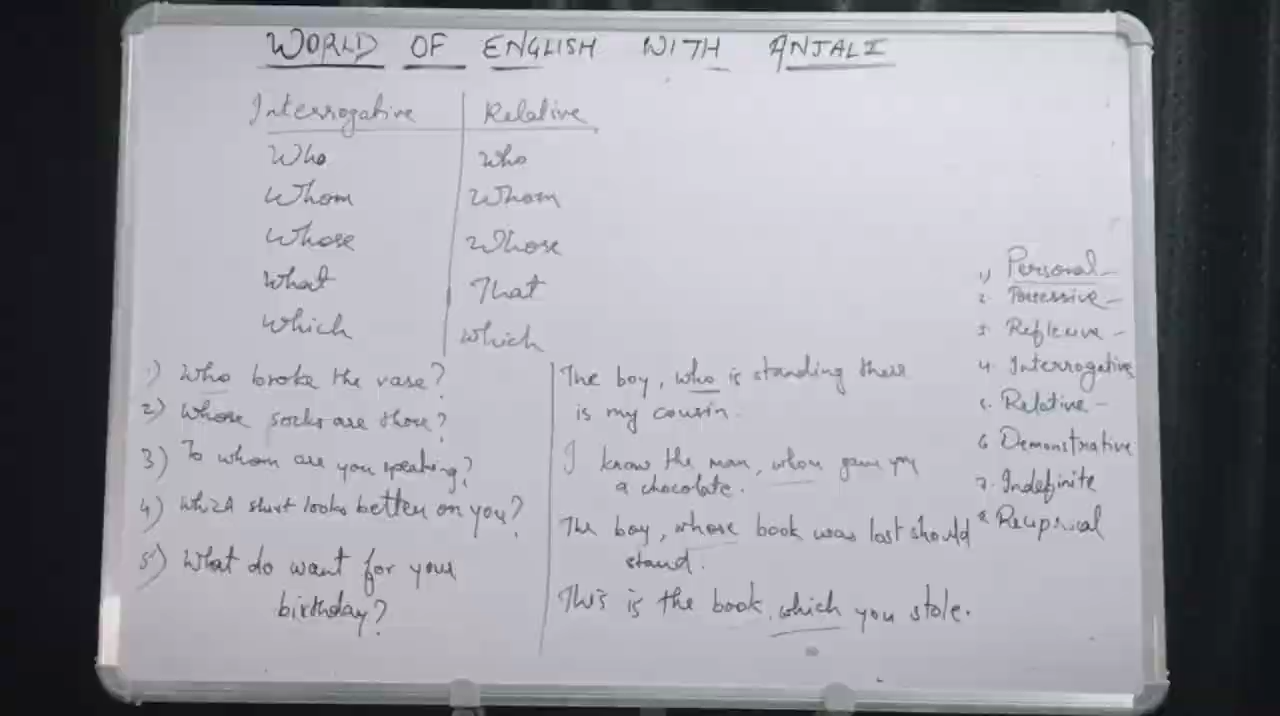 WORLD OF ENGLISH WITH ANJALI
Interrogative
Relative
Who
Who
Whom
Whom
Whose
Whose
What
That
Which
Which
1) Who broke the vase?
2) Whose socks are those?
3) To whom are you speaking?
4) Which shirt looks better on you?
5) What do want for your
birthday?
The boy, who is standing there
is my cousin.
I know the man, whom gave you
a chocolate.
The boy, whose book was lost should
stand.
This is the book, which you stole.
1) Personal
2. Possessive
3. Reflexive
4. Interrogative
5. Relative
6 Demonstrative
7. Indefinite
8. Reciprical